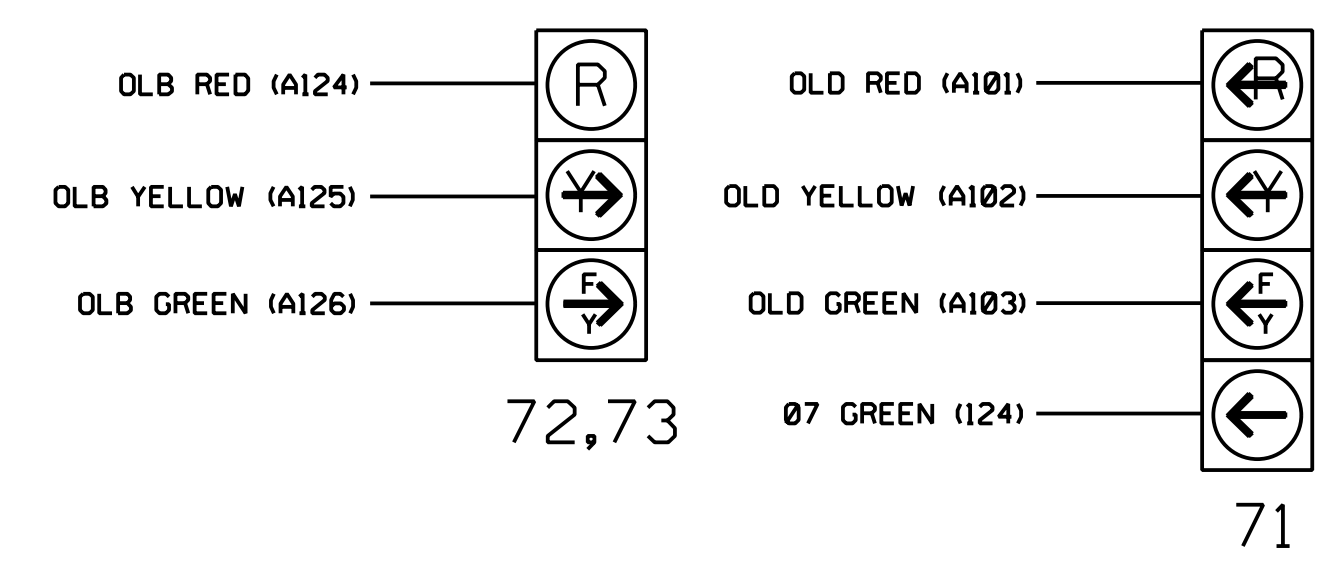 OLB RED (A124)
R
OLB YELLOW (A125)
Y
OLB GREEN (A126)
F
Y
72,73
OLD RED (A101)
R
OLD YELLOW (A102)
Y
OLD GREEN (A103)
F
Y
07 GREEN (124)
71